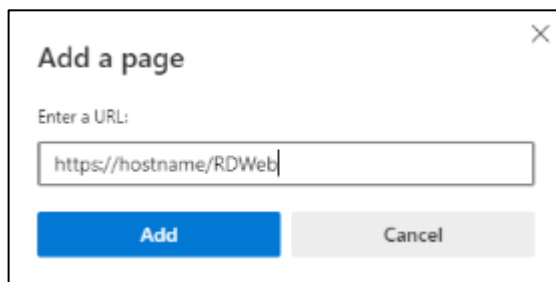 Add a page
Enter a URL:
https://hostname/RDWeb
Add
Cancel